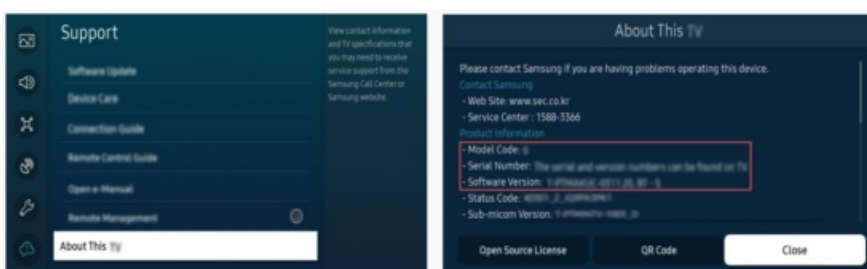 Support
View contact information
and TV specifications that
you may need to receive
service support from the
Samsung Call Center or
Samsung website.
Software Update
Device Care
Connection Guide
Remote Control Guide
Open e-Manual
Remote Management
About This TV
About This TV
Please contact Samsung if you are having problems operating this device.
Contact Samsung
- Web Site: www.sec.co.kr
- Service Center : 1588-3366
Product Information
- Model Code:
- Serial Number: The serial and version numbers can be found on TV
- Software Version:
- Status Code:
- Sub-micom Version:
Open Source License
QR Code
Close